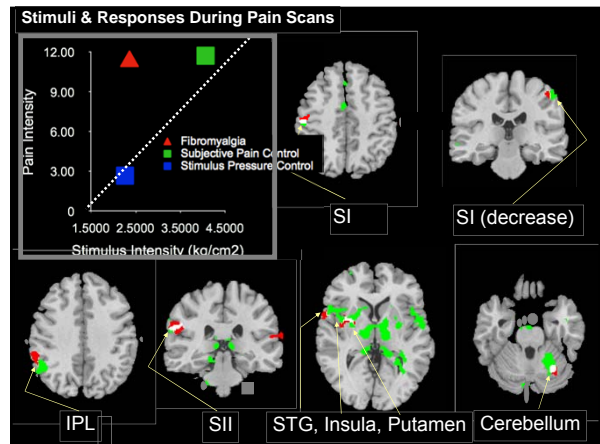 Stimuli & Responses During Pain Scans
12.00
9.00
6.00
3.00
0
Pain Intensity
Fibromyalgia
Subjective Pain Control
Stimulus Pressure Control
1.5000 2.5000 3.5000 4.5000
Stimulus Intensity (kg/cm2)
SI
SI (decrease)
IPL
SII
STG, Insula, Putamen
Cerebellum